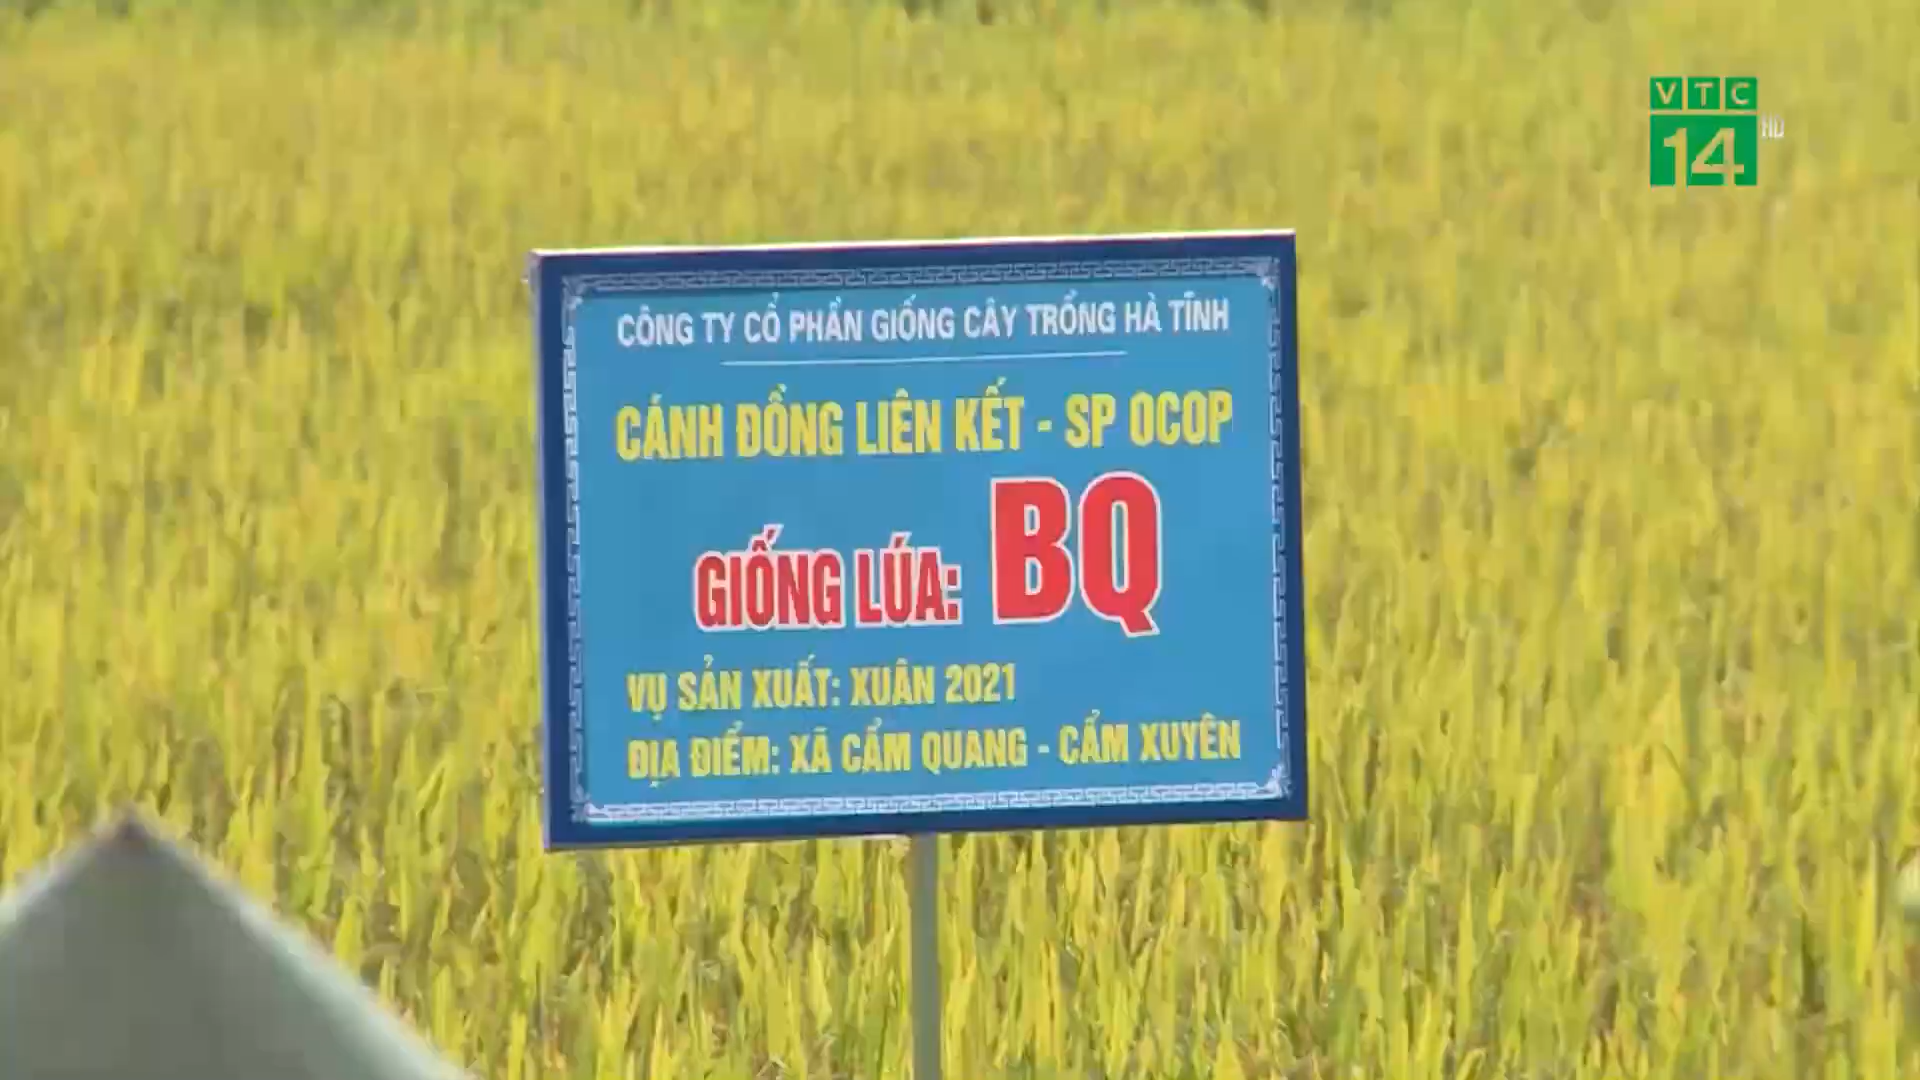 VTC
14 HD
CÔNG TY CỔ PHẦN GIỐNG CÂY TRỒNG HÀ TĨNH
CÁNH ĐỒNG LIÊN KẾT - SP OCOP
GIỐNG LÚA: BQ
VỤ SẢN XUẤT: XUÂN 2021
ĐỊA ĐIỂM: XÃ CẨM QUANG - CẨM XUYÊN